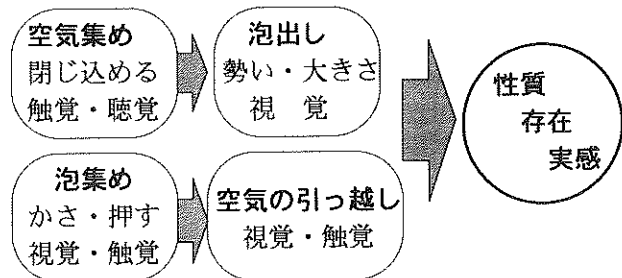 空気集め
閉じ込める
触覚・聴覚
泡出し
勢い・大きさ
視 覚
泡集め
かさ・押す
視覚・触覚
空気の引っ越し
視覚・触覚
性質
存在
実感